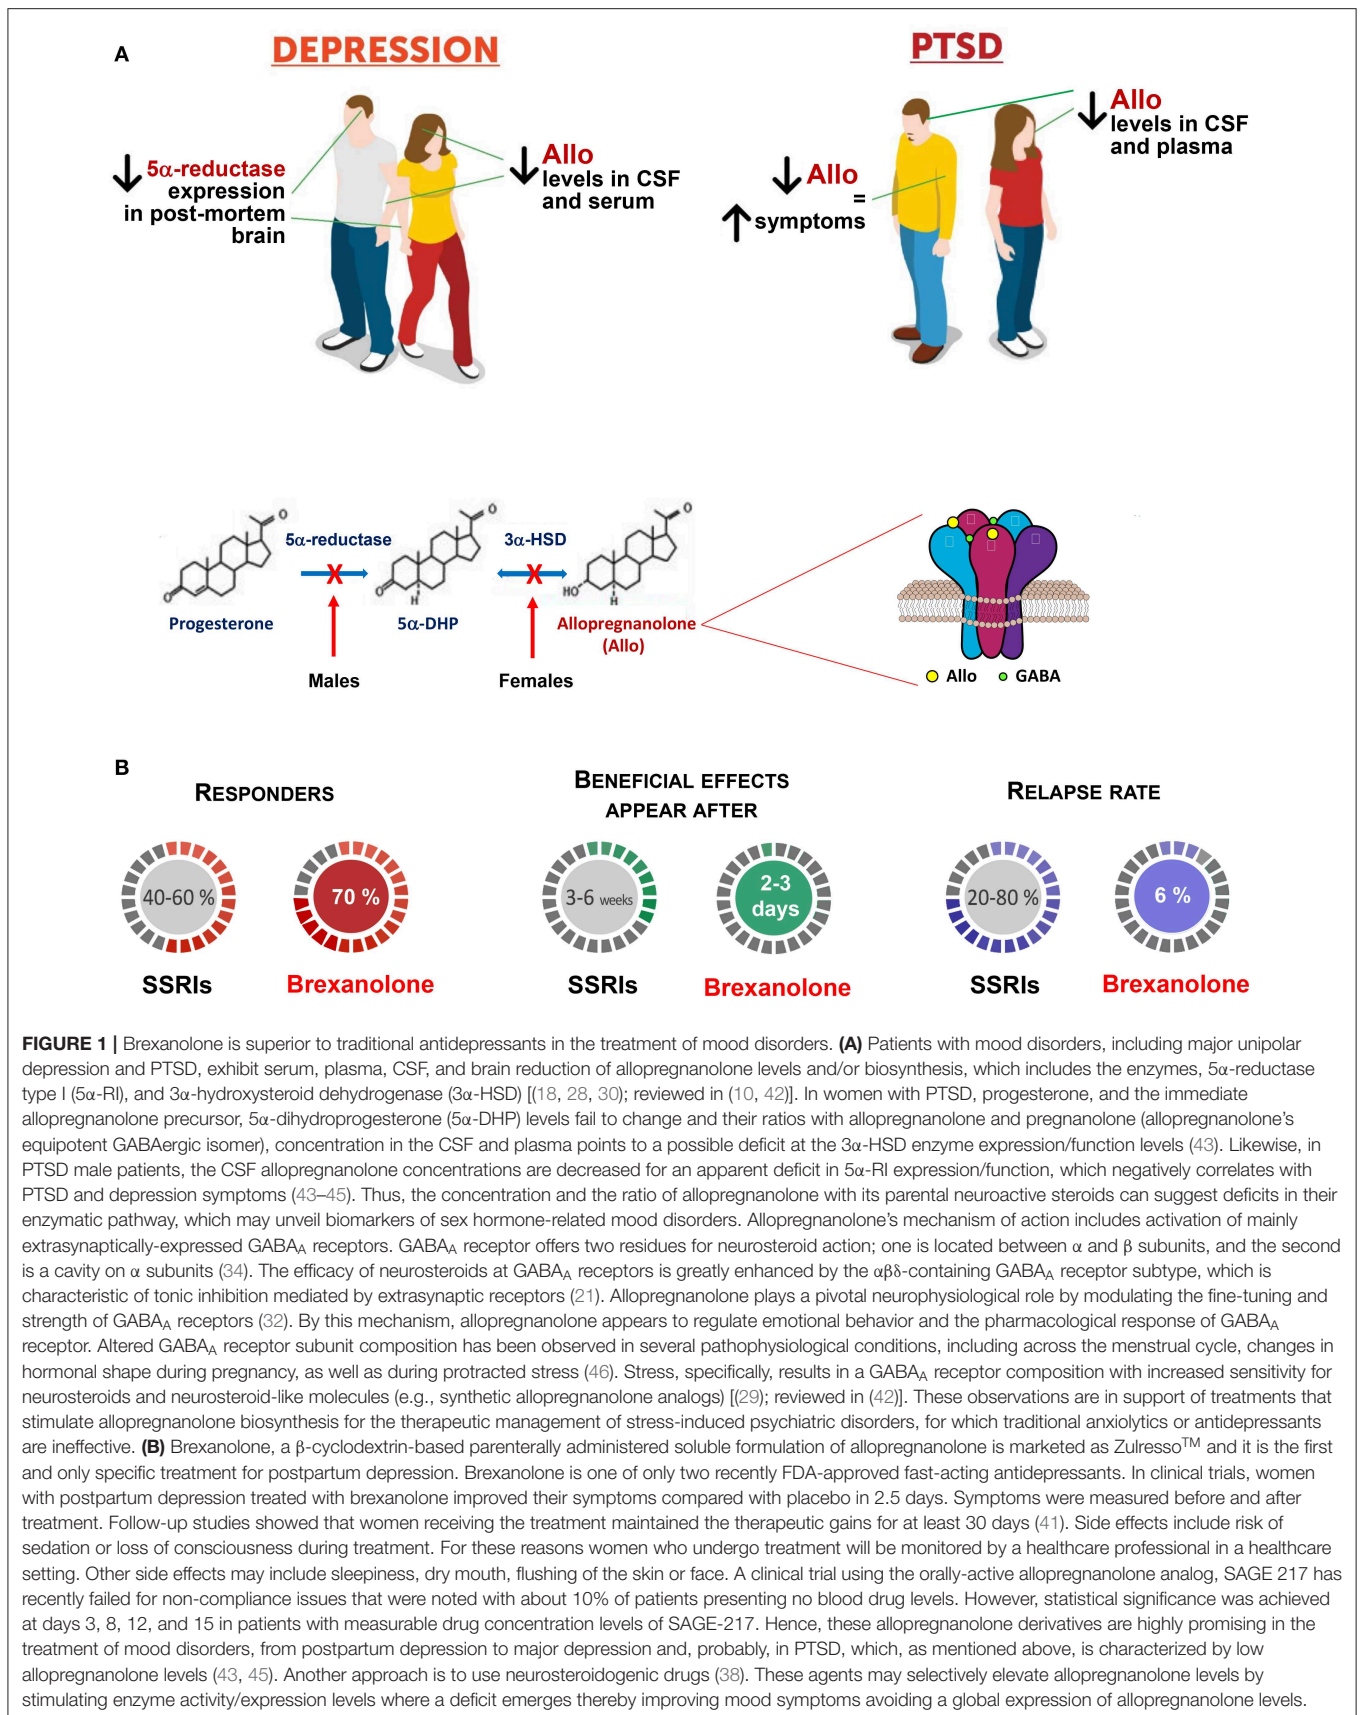 A
DEPRESSION
PTSD
↓ 5α-reductase
expression
in post-mortem
brain
↓ Allo
levels in CSF
and serum
↓ Allo
=
↑ symptoms
↓ Allo
levels in CSF
and plasma
5α-reductase
3α-HSD
O
O
O
O
O
HO
H
H
X
X
Progesterone
5α-DHP
Allopregnanolone
(Allo)
Males
Females
Allo
GABA
B
RESPONDERS
BENEFICIAL EFFECTS
APPEAR AFTER
RELAPSE RATE
40-60 %
70 %
3-6 weeks
2-3
days
20-80 %
6 %
SSRIs
Brexanolone
SSRIs
Brexanolone
SSRIs
Brexanolone
FIGURE 1 | Brexanolone is superior to traditional antidepressants in the treatment of mood disorders. (A) Patients with mood disorders, including major unipolar
depression and PTSD, exhibit serum, plasma, CSF, and brain reduction of allopregnanolone levels and/or biosynthesis, which includes the enzymes, 5α-reductase
type I (5α-RI), and 3α-hydroxysteroid dehydrogenase (3α-HSD) [(18, 28, 30); reviewed in (10, 42]. In women with PTSD, progesterone, and the immediate
allopregnanolone precursor, 5α-dihydroprogesterone (5α-DHP) levels fail to change and their ratios with allopregnanolone and pregnanolone (allopregnanolone's
equipotent GABAergic isomer), concentration in the CSF and plasma points to a possible deficit at the 3α-HSD enzyme expression/function levels (43). Likewise, in
PTSD male patients, the CSF allopregnanolone concentrations are decreased for an apparent deficit in 5α-RI expression/function, which negatively correlates with
PTSD and depression symptoms (43–45). Thus, the concentration and the ratio of allopregnanolone with its parental neuroactive steroids can suggest deficits in their
enzymatic pathway, which may unveil biomarkers of sex hormone-related mood disorders. Allopregnanolone's mechanism of action includes activation of mainly
extrasynaptically-expressed GABAA receptors. GABAA receptor offers two residues for neurosteroid action; one is located between α and β subunits, and the second
is a cavity on α subunits (34). The efficacy of neurosteroids at GABAA receptors is greatly enhanced by the αβδ-containing GABAA receptor subtype, which is
characteristic of tonic inhibition mediated by extrasynaptic receptors (21). Allopregnanolone plays a pivotal neurophysiological role by modulating the fine-tuning and
strength of GABAA receptors (32). By this mechanism, allopregnanolone appears to regulate emotional behavior and the pharmacological response of GABAA
receptor. Altered GABAA receptor subunit composition has been observed in several pathophysiological conditions, including across the menstrual cycle, changes in
hormonal shape during pregnancy, as well as during protracted stress (46). Stress, specifically, results in a GABAA receptor composition with increased sensitivity for
neurosteroids and neurosteroid-like molecules (e.g., synthetic allopregnanolone analogs) [(29); reviewed in (42)]. These observations are in support of treatments that
stimulate allopregnanolone biosynthesis for the therapeutic management of stress-induced psychiatric disorders, for which traditional anxiolytics or antidepressants
are ineffective. (B) Brexanolone, a β-cyclodextrin-based parenterally administered soluble formulation of allopregnanolone is marketed as Zulresso™ and it is the first
and only specific treatment for postpartum depression. Brexanolone is one of only two recently FDA-approved fast-acting antidepressants. In clinical trials, women
with postpartum depression treated with brexanolone improved their symptoms compared with placebo in 2.5 days. Symptoms were measured before and after
treatment. Follow-up studies showed that women receiving the treatment maintained the therapeutic gains for at least 30 days (41). Side effects include risk of
sedation or loss of consciousness during treatment. For these reasons women who undergo treatment will be monitored by a healthcare professional in a healthcare
setting. Other side effects may include sleepiness, dry mouth, flushing of the skin or face. A clinical trial using the orally-active allopregnanolone analog, SAGE 217 has
recently failed for non-compliance issues that were noted with about 10% of patients presenting no blood drug levels. However, statistical significance was achieved
at days 3, 8, 12, and 15 in patients with measurable drug concentration levels of SAGE-217. Hence, these allopregnanolone derivatives are highly promising in the
treatment of mood disorders, from postpartum depression to major depression and, probably, in PTSD, which, as mentioned above, is characterized by low
allopregnanolone levels (43, 45). Another approach is to use neurosteroidogenic drugs (38). These agents may selectively elevate allopregnanolone levels by
stimulating enzyme activity/expression levels where a deficit emerges thereby improving mood symptoms avoiding a global expression of allopregnanolone levels.